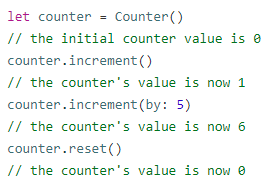 let counter = Counter()
// the initial counter value is 0
counter.increment()
// the counter's value is now 1
counter.increment(by: 5)
// the counter's value is now 6
counter.reset()
// the counter's value is now 0